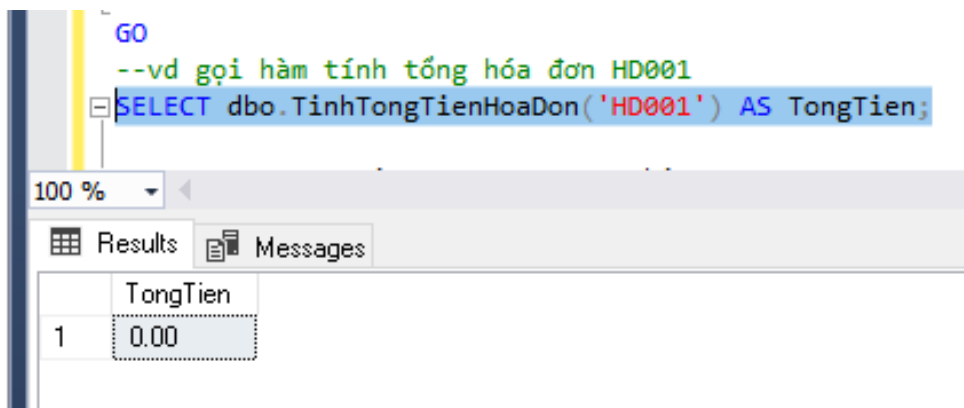 GO
--vd gọi hàm tính tổng hóa đơn HD001
SELECT dbo.TinhTongTienHoaDon('HD001') AS TongTien;
100 %
Results Messages
TongTien
1 0.00